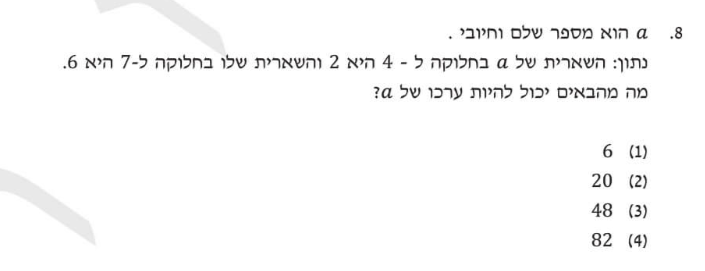 8. a הוא מספר שלם וחיובי .
נתון: השארית של a בחלוקה ל - 4 היא 2 והשארית שלו בחלוקה ל-7 היא 6.
מה מהבאים יכול להיות ערכו של a?
(1) 6
(2) 20
(3) 48
(4) 82